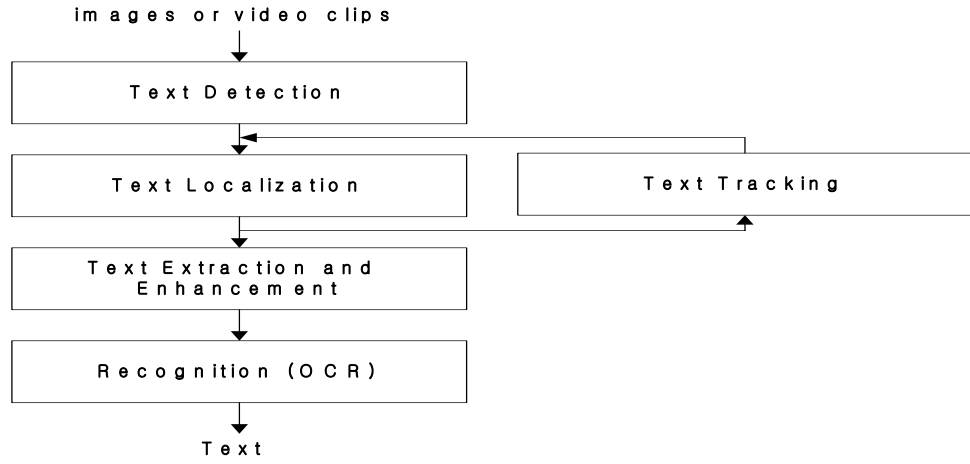 images or video clips
Text Detection
Text Localization
Text Tracking
Text Extraction and
Enhancement
Recognition (OCR)
Text